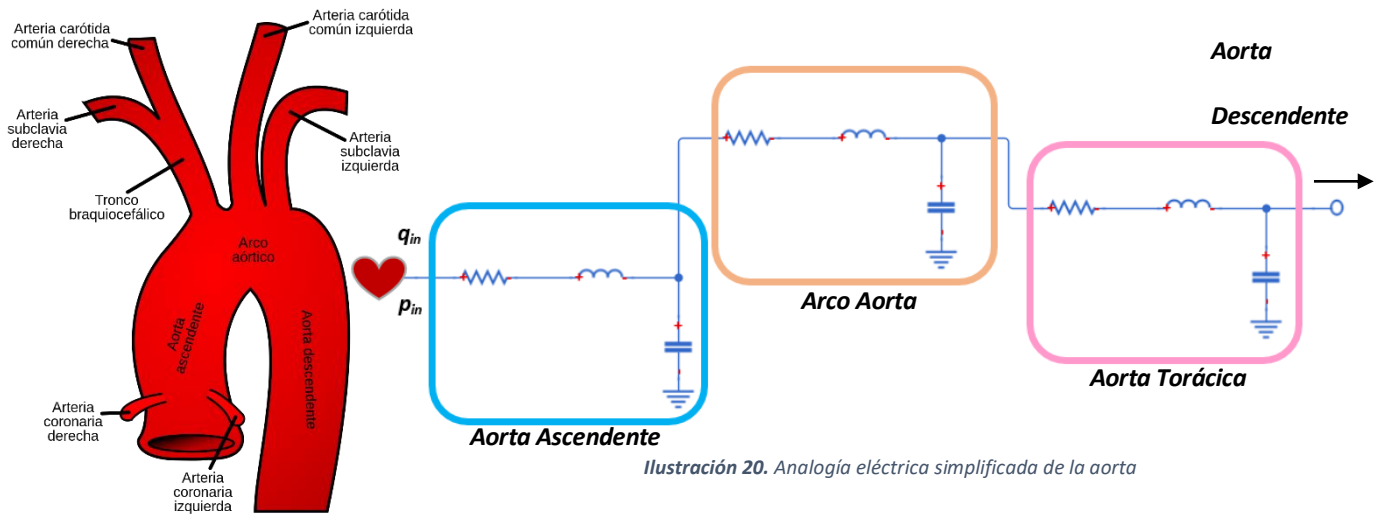 Arteria carótida
común derecha
Arteria carótida
común izquierda
Arteria
subclavia
derecha
Arteria
subclavia
izquierda
Tronco
braquiocefálico
Arco
aórtico
Aorta
ascendente
Aorta descendente
Arteria
coronaria
derecha
Arteria
coronaria
izquierda
qin
pin
Aorta Ascendente
Arco Aorta
Aorta Torácica
Aorta
Descendente
Ilustración 20. Analogía eléctrica simplificada de la aorta